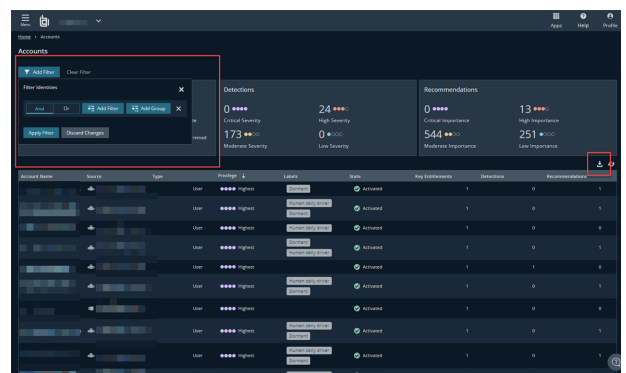 Menu
Apps Help Profile
Home › Accounts
Accounts
Add Filter Clear Filter
Filter Identities
And Or Add Filter Add Group
Apply Filter Discard Changes
Detections
0 24
Critical Severity High Severity
173 0
Moderate Severity Low Severity
Recommendations
0 13
Critical Importance High Importance
544 251
Moderate Importance Low Importance
Account Name Source Type Privilege ↓ Labels State Key Entitlements Detections Recommendations
User Highest Dormant Activated 1 0 1
User Highest Human daily driver Activated 1 0 1
Dormant
User Highest Human daily driver Activated 1 0 0
User Highest Dormant Activated 1 0 1
Human daily driver
User Highest Activated 1 1 0
User Highest Human daily driver Activated 1 0 1
Dormant
User Highest Activated 1 0 0
User Highest Human daily driver Activated 1 0 1
Dormant
User Highest Human daily driver Activated 1 0 1
Dormant